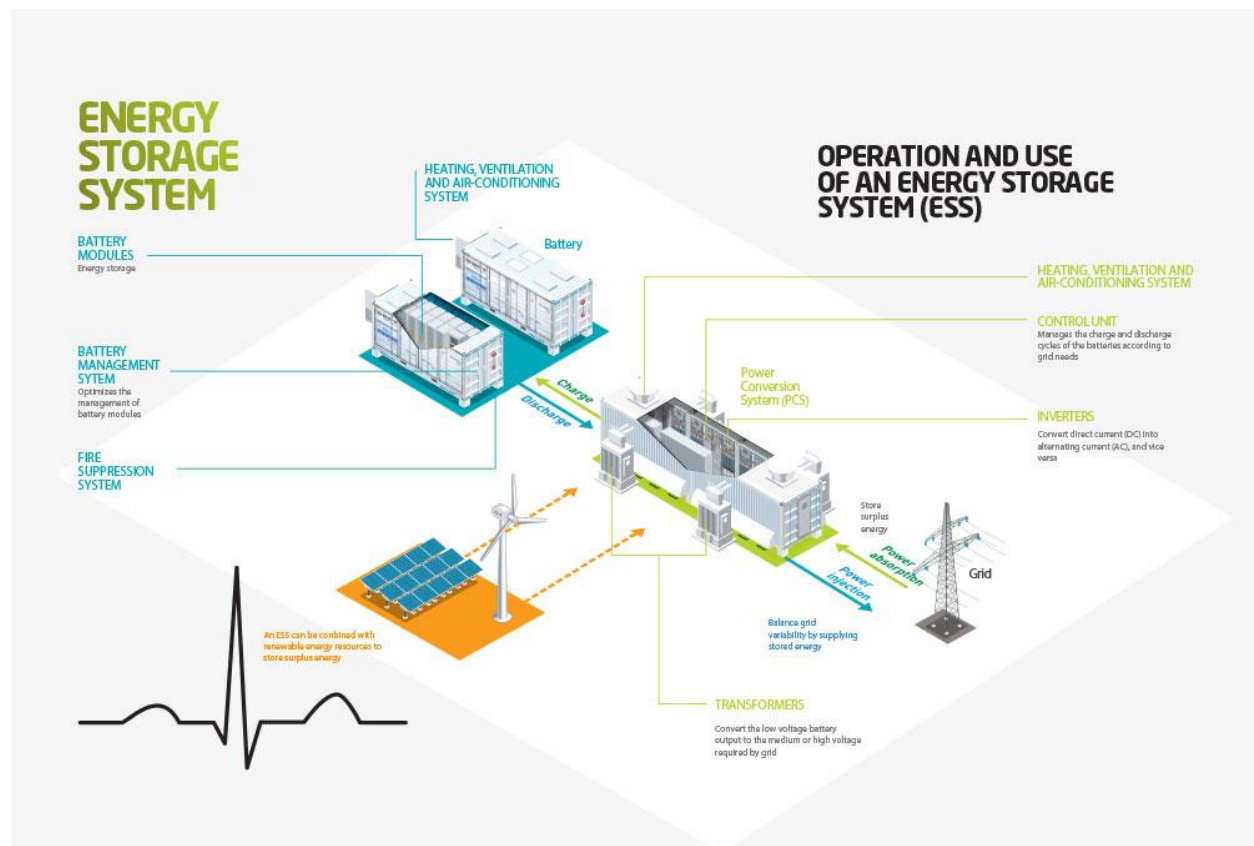 ENERGY
STORAGE
SYSTEM
OPERATION AND USE
OF AN ENERGY STORAGE
SYSTEM (ESS)
HEATING, VENTILATION
AND AIR-CONDITIONING
SYSTEM
Battery
BATTERY
MODULES
Energy storage
BATTERY
MANAGEMENT
SYTEM
Optimizes the
management of
battery modules
FIRE
SUPPRESSION
SYSTEM
Charge
Discharge
Power
Conversion
System (PCS)
HEATING, VENTILATION AND
AIR-CONDITIONING SYSTEM
CONTROL UNIT
Manages the charge and discharge
cycles of the batteries according to
grid needs
INVERTERS
Convert direct current (DC) into
alternating current (AC), and vice
versa
Store
surplus
energy
Power
absorption
Power
injection
Grid
Balance grid
variability by supplying
stored energy
An ESS can be conbined with
renewable energy resources to
store surplus energy
TRANSFORMERS
Convert the low voltage battery
output to the medium or high voltage
required by grid